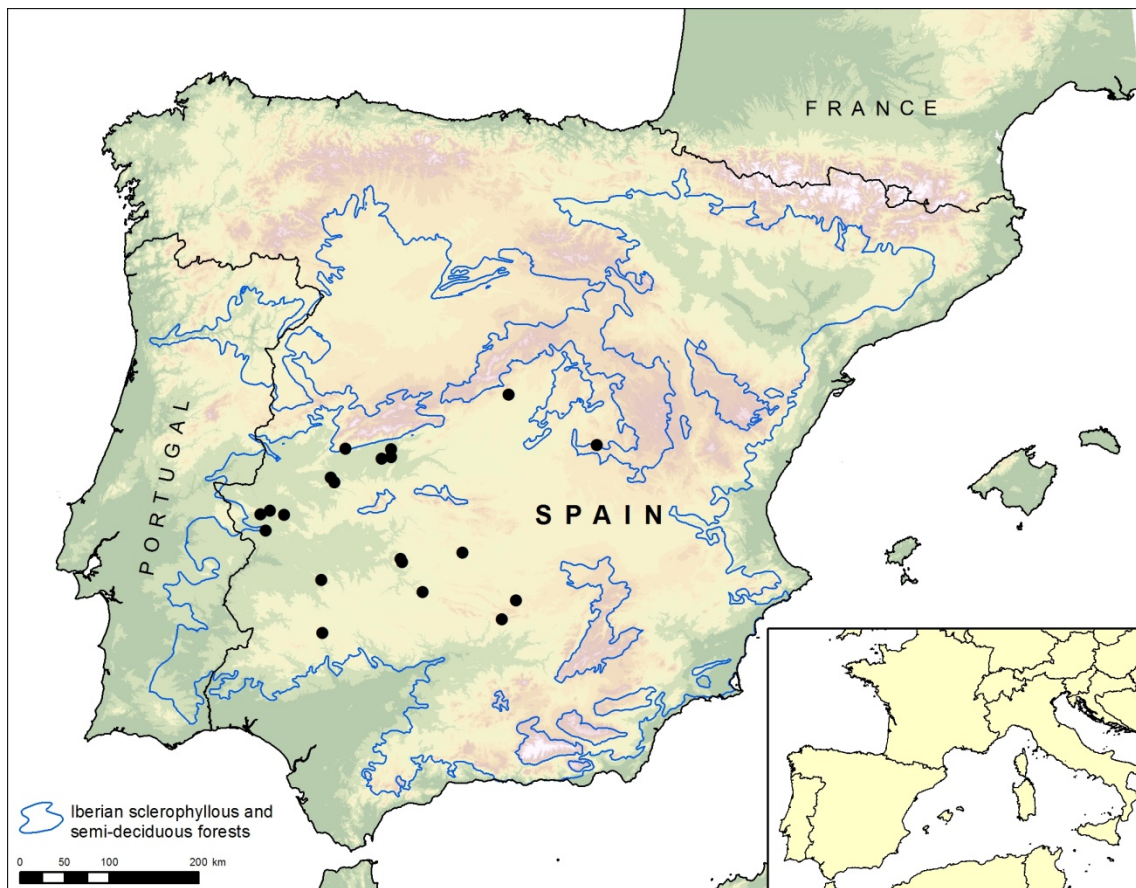 FRANCE
PORTUGAL
SPAIN
Iberian sclerophyllous and
semi-deciduous forests
0 50 100 200 km